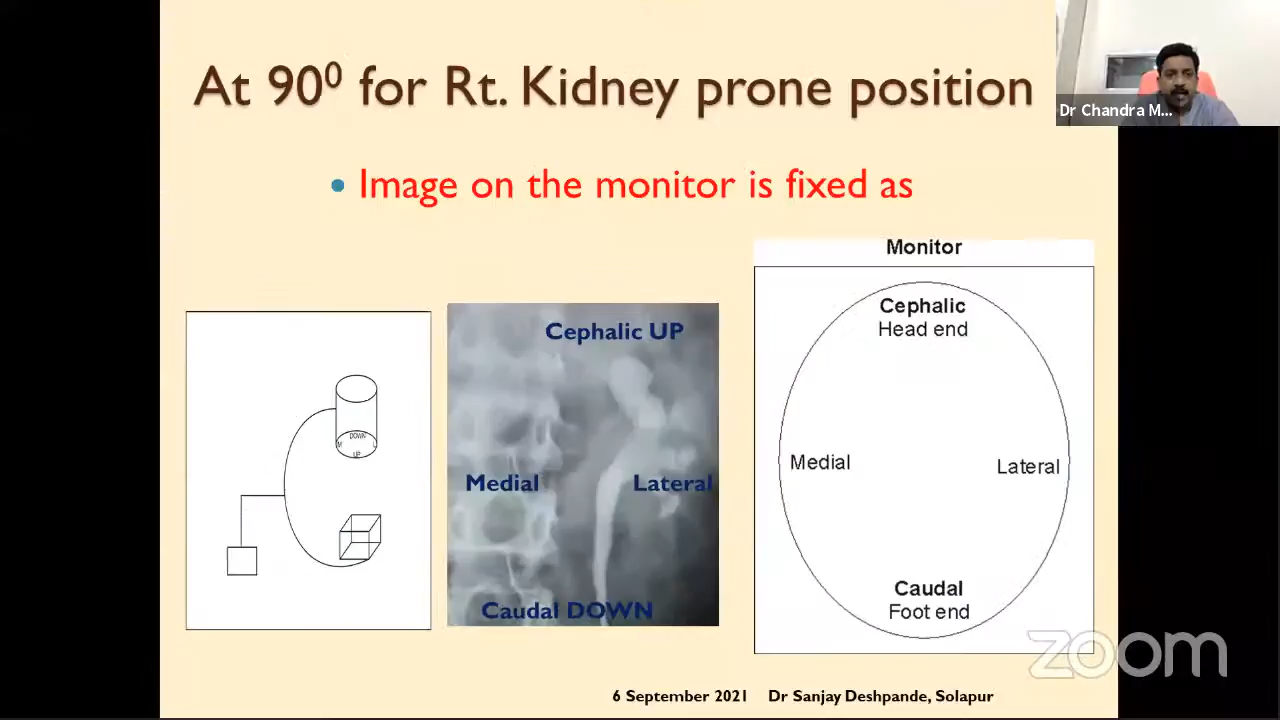 At 90⁰ for Rt. Kidney prone position
Dr Chandra M...
• Image on the monitor is fixed as
Monitor
Cephalic
Head end
Cephalic UP
DOWN
M
L
UP
Medial
Lateral
Medial
Lateral
Caudal
Foot end
Caudal DOWN
zoom
6 September 2021 Dr Sanjay Deshpande, Solapur